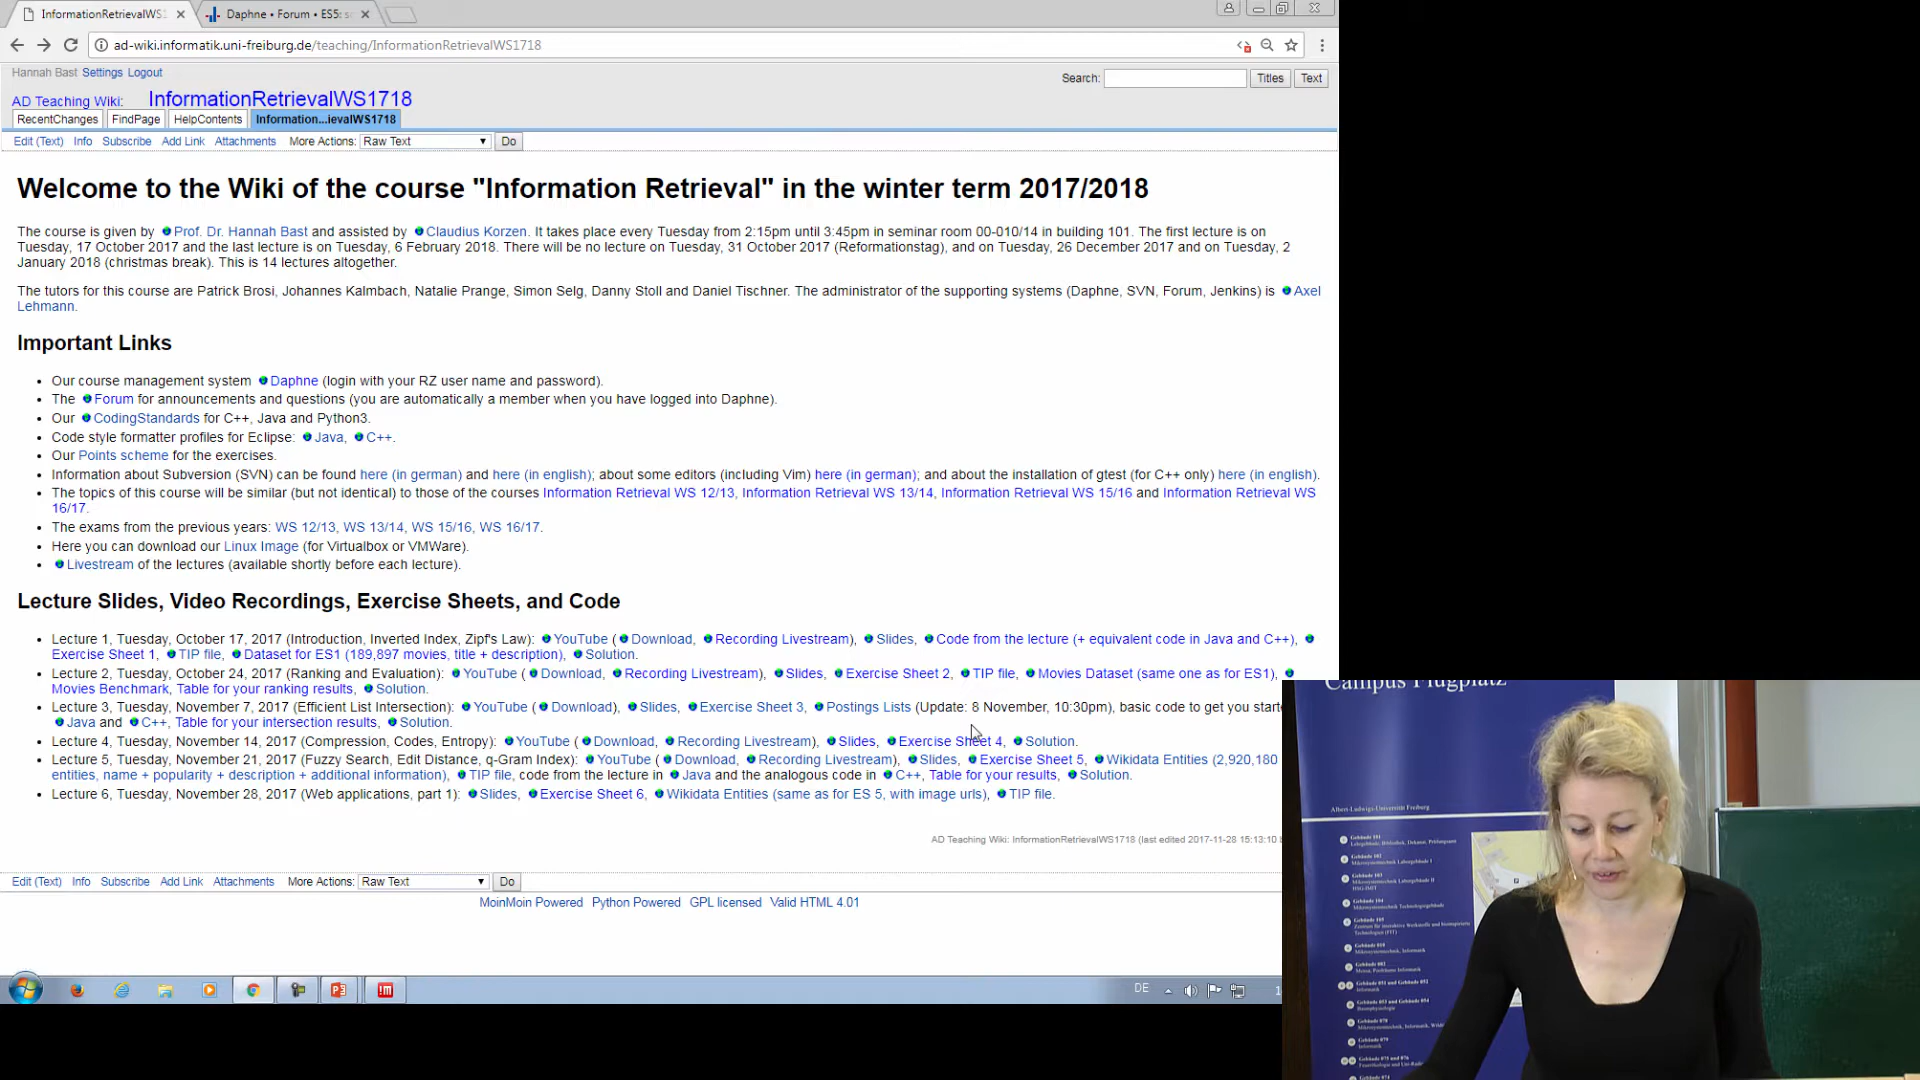 InformationRetrievalWS1
Daphne • Forum • ES5:
ad-wiki.informatik.uni-freiburg.de/teaching/InformationRetrievalWS1718
Hannah Bast Settings Logout
Search: Titles Text
AD Teaching Wiki: InformationRetrievalWS1718
RecentChanges FindPage HelpContents Information...ievalWS1718
Edit (Text) Info Subscribe Add Link Attachments More Actions: Raw Text Do
Welcome to the Wiki of the course "Information Retrieval" in the winter term 2017/2018
The course is given by Prof. Dr. Hannah Bast and assisted by Claudius Korzen. It takes place every Tuesday from 2:15pm until 3:45pm in seminar room 00-010/14 in building 101. The first lecture is on
Tuesday, 17 October 2017 and the last lecture is on Tuesday, 6 February 2018. There will be no lecture on Tuesday, 31 October 2017 (Reformationstag), and on Tuesday, 26 December 2017 and on Tuesday, 2
January 2018 (christmas break). This is 14 lectures altogether.
The tutors for this course are Patrick Brosi, Johannes Kalmbach, Natalie Prange, Simon Selg, Danny Stoll and Daniel Tischner. The administrator of the supporting systems (Daphne, SVN, Forum, Jenkins) is Axel
Lehmann.
Important Links
• Our course management system Daphne (login with your RZ user name and password).
• The Forum for announcements and questions (you are automatically a member when you have logged into Daphne).
• Our CodingStandards for C++, Java and Python3.
• Code style formatter profiles for Eclipse: Java, C++.
• Our Points scheme for the exercises.
• Information about Subversion (SVN) can be found here (in german) and here (in english); about some editors (including Vim) here (in german); and about the installation of gtest (for C++ only) here (in english).
• The topics of this course will be similar (but not identical) to those of the courses Information Retrieval WS 12/13, Information Retrieval WS 13/14, Information Retrieval WS 15/16 and Information Retrieval WS
16/17.
• The exams from the previous years: WS 12/13, WS 13/14, WS 15/16, WS 16/17.
• Here you can download our Linux Image (for Virtualbox or VMWare).
• Livestream of the lectures (available shortly before each lecture).
Lecture Slides, Video Recordings, Exercise Sheets, and Code
• Lecture 1, Tuesday, October 17, 2017 (Introduction, Inverted Index, Zipf's Law): YouTube ( Download, Recording Livestream), Slides, Code from the lecture (+ equivalent code in Java and C++),
Exercise Sheet 1, TIP file, Dataset for ES1 (189,897 movies, title + description), Solution.
• Lecture 2, Tuesday, October 24, 2017 (Ranking and Evaluation): YouTube ( Download, Recording Livestream), Slides, Exercise Sheet 2, TIP file, Movies Dataset (same one as for ES1),
Movies Benchmark, Table for your ranking results, Solution.
• Lecture 3, Tuesday, November 7, 2017 (Efficient List Intersection): YouTube ( Download), Slides, Exercise Sheet 3, Postings Lists (Update: 8 November, 10:30pm), basic code to get you starte
Java and C++, Table for your intersection results, Solution.
• Lecture 4, Tuesday, November 14, 2017 (Compression, Codes, Entropy): YouTube ( Download, Recording Livestream), Slides, Exercise Sheet 4, Solution.
• Lecture 5, Tuesday, November 21, 2017 (Fuzzy Search, Edit Distance, q-Gram Index): YouTube ( Download, Recording Livestream), Slides, Exercise Sheet 5, Wikidata Entities (2,920,180
entities, name + popularity + description + additional information), TIP file, code from the lecture in Java and the analogous code in C++, Table for your results, Solution.
• Lecture 6, Tuesday, November 28, 2017 (Web applications, part 1): Slides, Exercise Sheet 6, Wikidata Entities (same as for ES 5, with image urls), TIP file.
AD Teaching Wiki: InformationRetrievalWS1718 (last edited 2017-11-28 15:13:10
Edit (Text) Info Subscribe Add Link Attachments More Actions: Raw Text Do
MoinMoin Powered Python Powered GPL licensed Valid HTML 4.01
DE
Campus Flugplatz
Albert-Ludwigs-Universität Freiburg